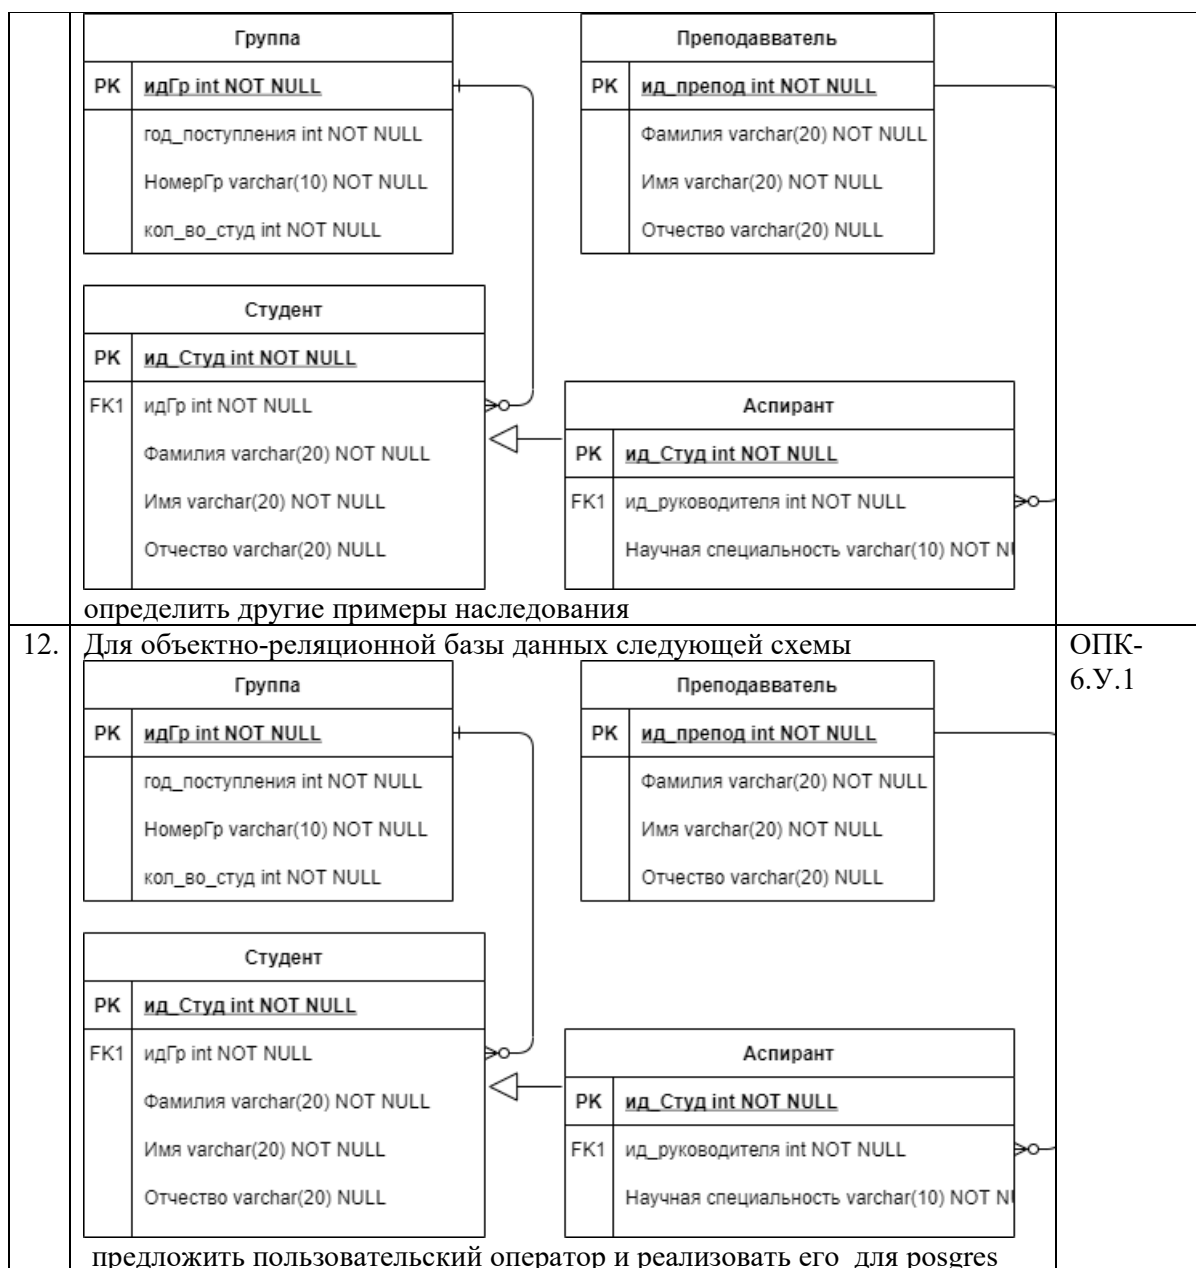 Группа
PK идГр int NOT NULL
год_поступления int NOT NULL
НомерГр varchar(10) NOT NULL
кол_во_студ int NOT NULL
Преподавватель
PK ид_препод int NOT NULL
Фамилия varchar(20) NOT NULL
Имя varchar(20) NOT NULL
Отчество varchar(20) NULL
Студент
PK ид_Студ int NOT NULL
FK1 идГр int NOT NULL
Фамилия varchar(20) NOT NULL
Имя varchar(20) NOT NULL
Отчество varchar(20) NULL
Аспирант
PK ид_Студ int NOT NULL
FK1 ид_руководителя int NOT NULL
Научная специальность varchar(10) NOT
определить другие примеры наследования
12. Для объектно-реляционной базы данных следующей схемы
ОПК-
6.У.1
Группа
PK идГр int NOT NULL
год_поступления int NOT NULL
НомерГр varchar(10) NOT NULL
кол_во_студ int NOT NULL
Преподавватель
PK ид_препод int NOT NULL
Фамилия varchar(20) NOT NULL
Имя varchar(20) NOT NULL
Отчество varchar(20) NULL
Студент
PK ид_Студ int NOT NULL
FK1 идГр int NOT NULL
Фамилия varchar(20) NOT NULL
Имя varchar(20) NOT NULL
Отчество varchar(20) NULL
Аспирант
PK ид_Студ int NOT NULL
FK1 ид_руководителя int NOT NULL
Научная специальность varchar(10) NOT
предложить пользовательский оператор и реализовать его для posgres